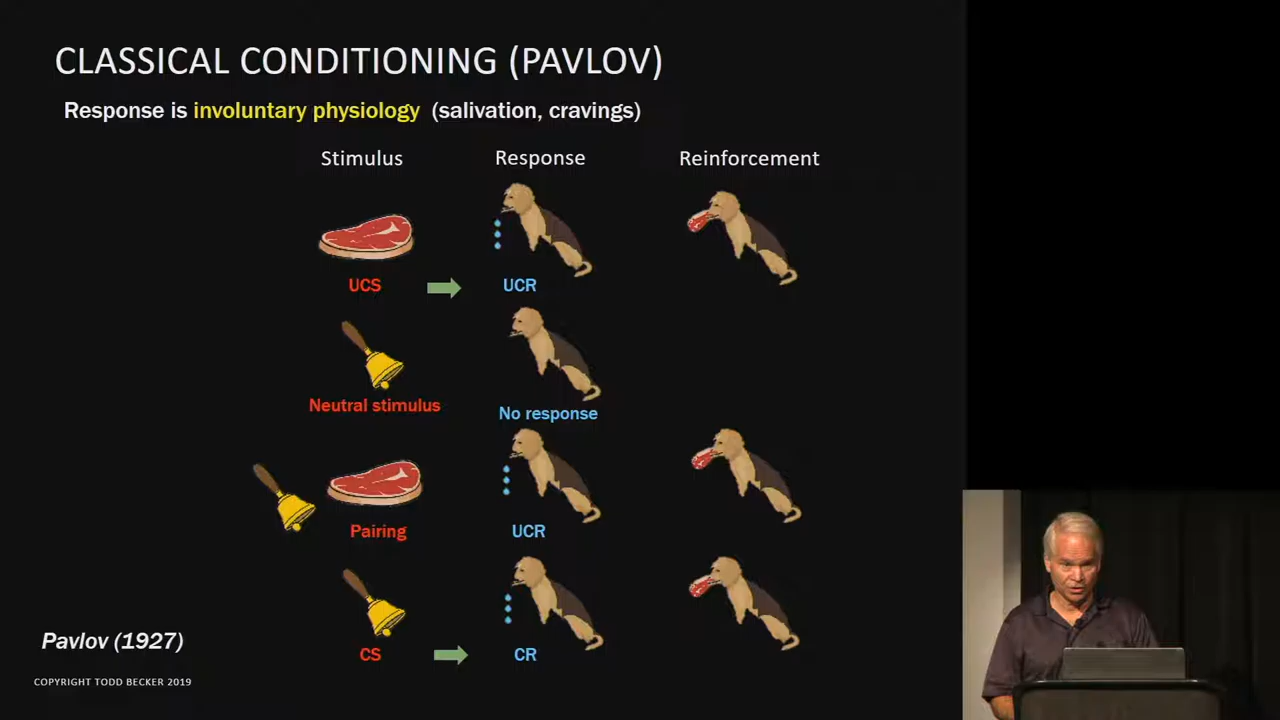 CLASSICAL CONDITIONING (PAVLOV)
Response is involuntary physiology (salivation, cravings)
Stimulus Response Reinforcement
UCS UCR
Neutral stimulus No response
Pairing UCR
CS CR
Pavlov (1927)
COPYRIGHT TODD BECKER 2019